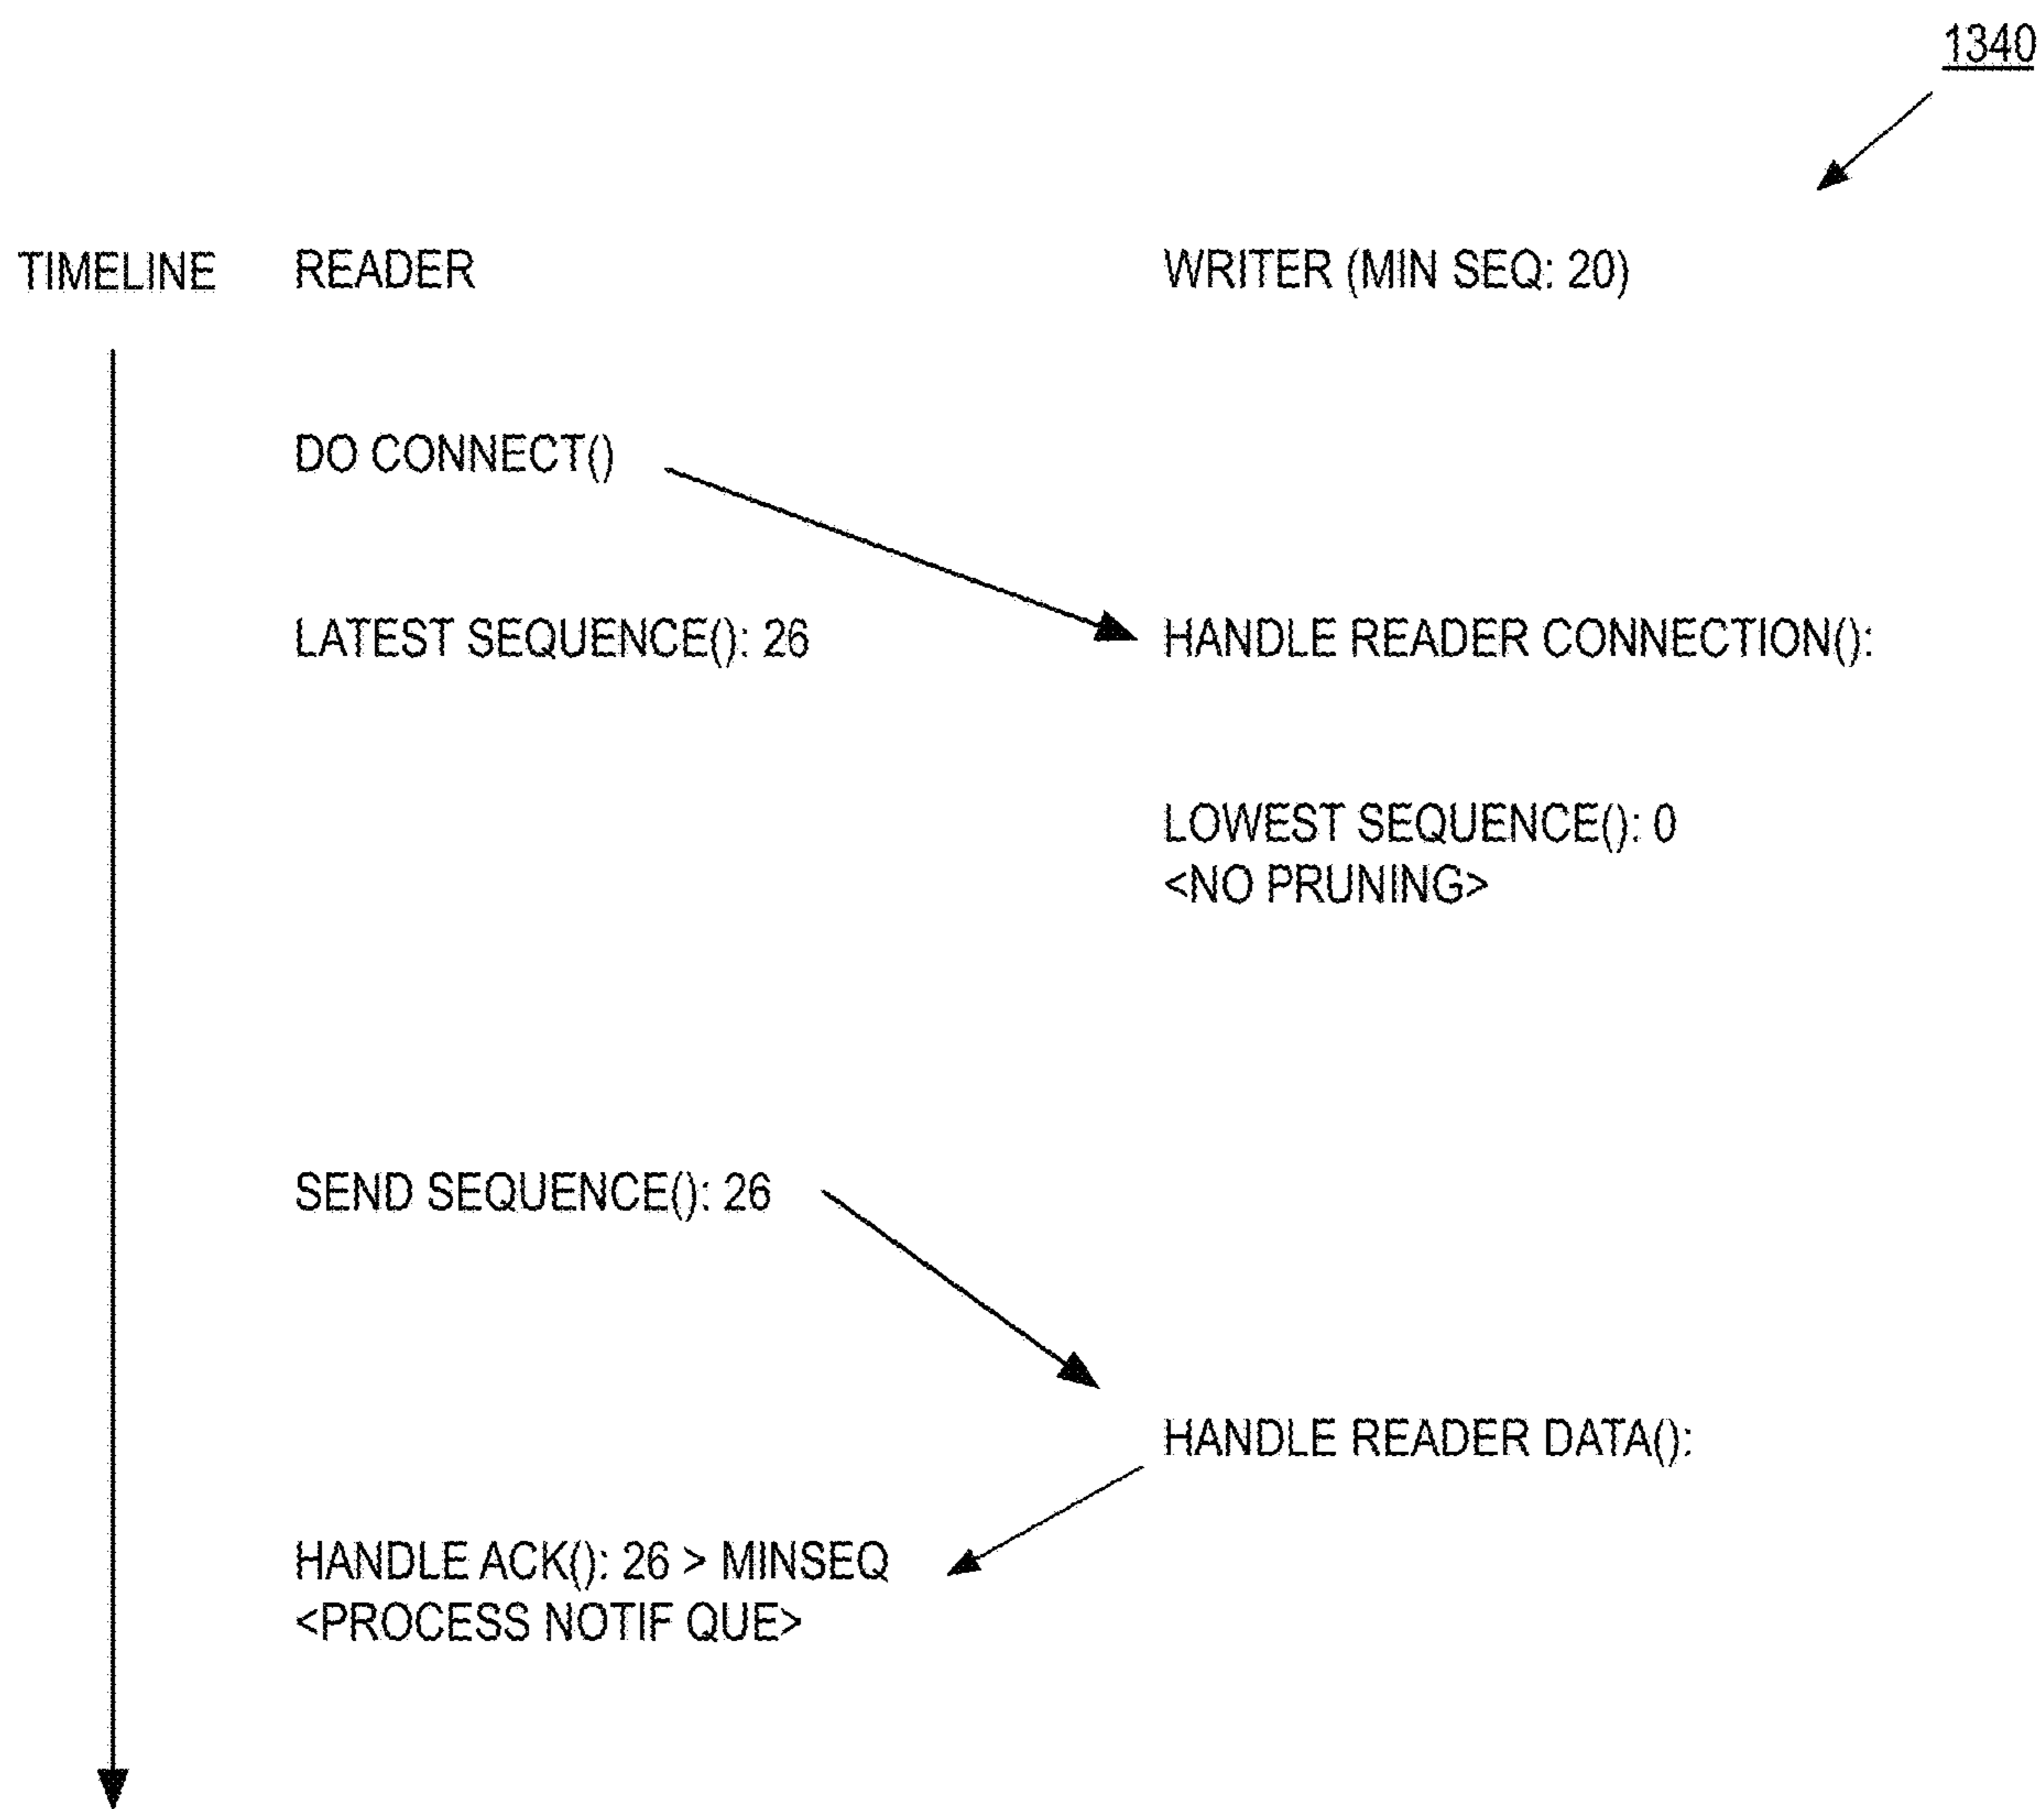 1340
TIMELINE READER WRITER (MIN SEQ: 20)
DO CONNECT()
LATEST SEQUENCE(): 26 HANDLE READER CONNECTION():
LOWEST SEQUENCE(): 0
<NO PRUNING>
SEND SEQUENCE(): 26
HANDLE READER DATA():
HANDLE ACK(): 26 > MINSEQ
<PROCESS NOTIF QUE>